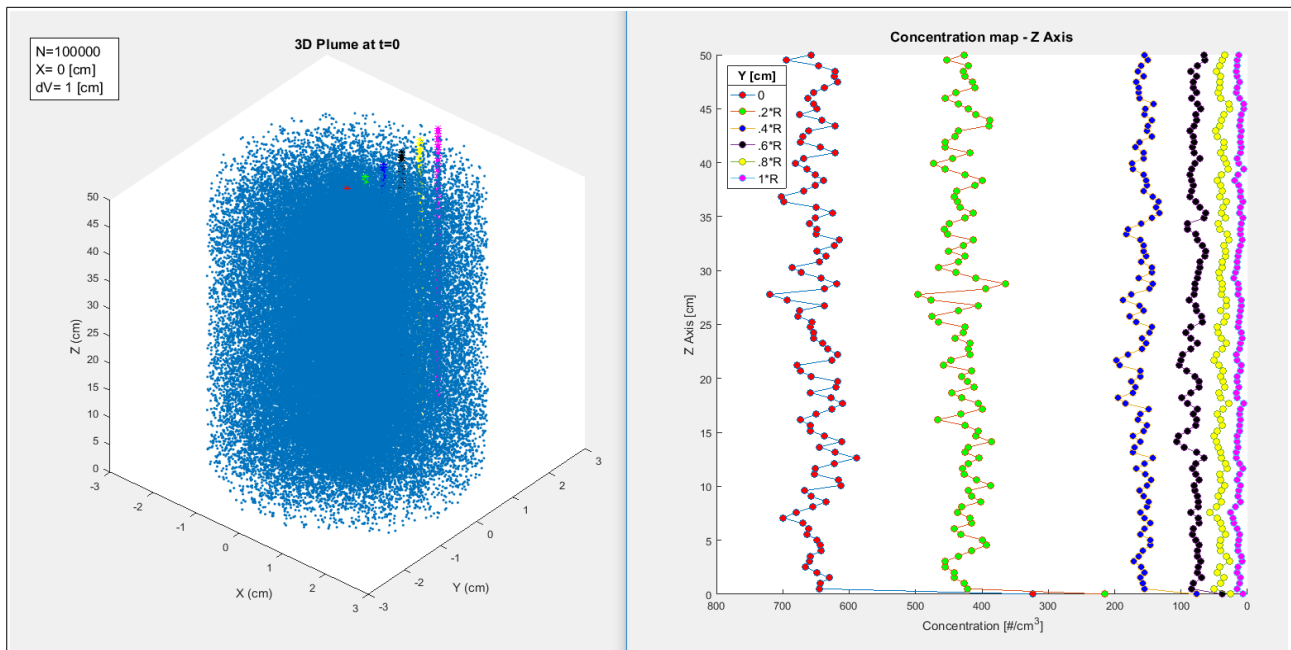 3D Plume at t=0
N=100000
X= 0 [cm]
dV= 1 [cm]
50
45
40
35
30
25
20
15
10
5
0
Z (cm)
-3
-2
-1
0
1
2
3
X (cm)
-3
-2
-1
0
1
2
3
Y (cm)
Concentration map - Z Axis
Y [cm]
0
.2*R
.4*R
.6*R
.8*R
1*R
50
45
40
35
30
25
20
15
10
5
0
Z Axis [cm]
800 700 600 500 400 300 200 100 0
Concentration [#/cm³]